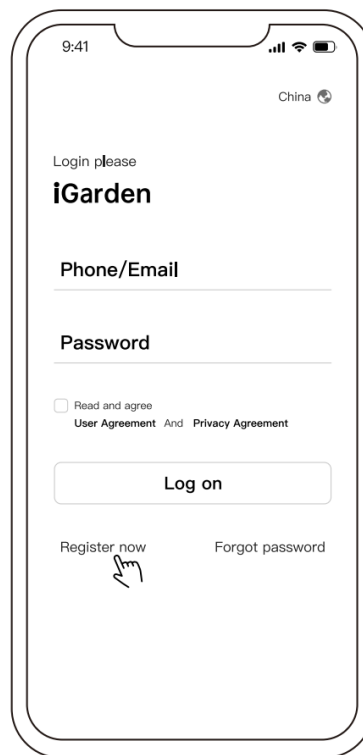 9:41
China
Login please
iGarden
Phone/Email
Password
Read and agree
User Agreement And Privacy Agreement
Log on
Register now Forgot password